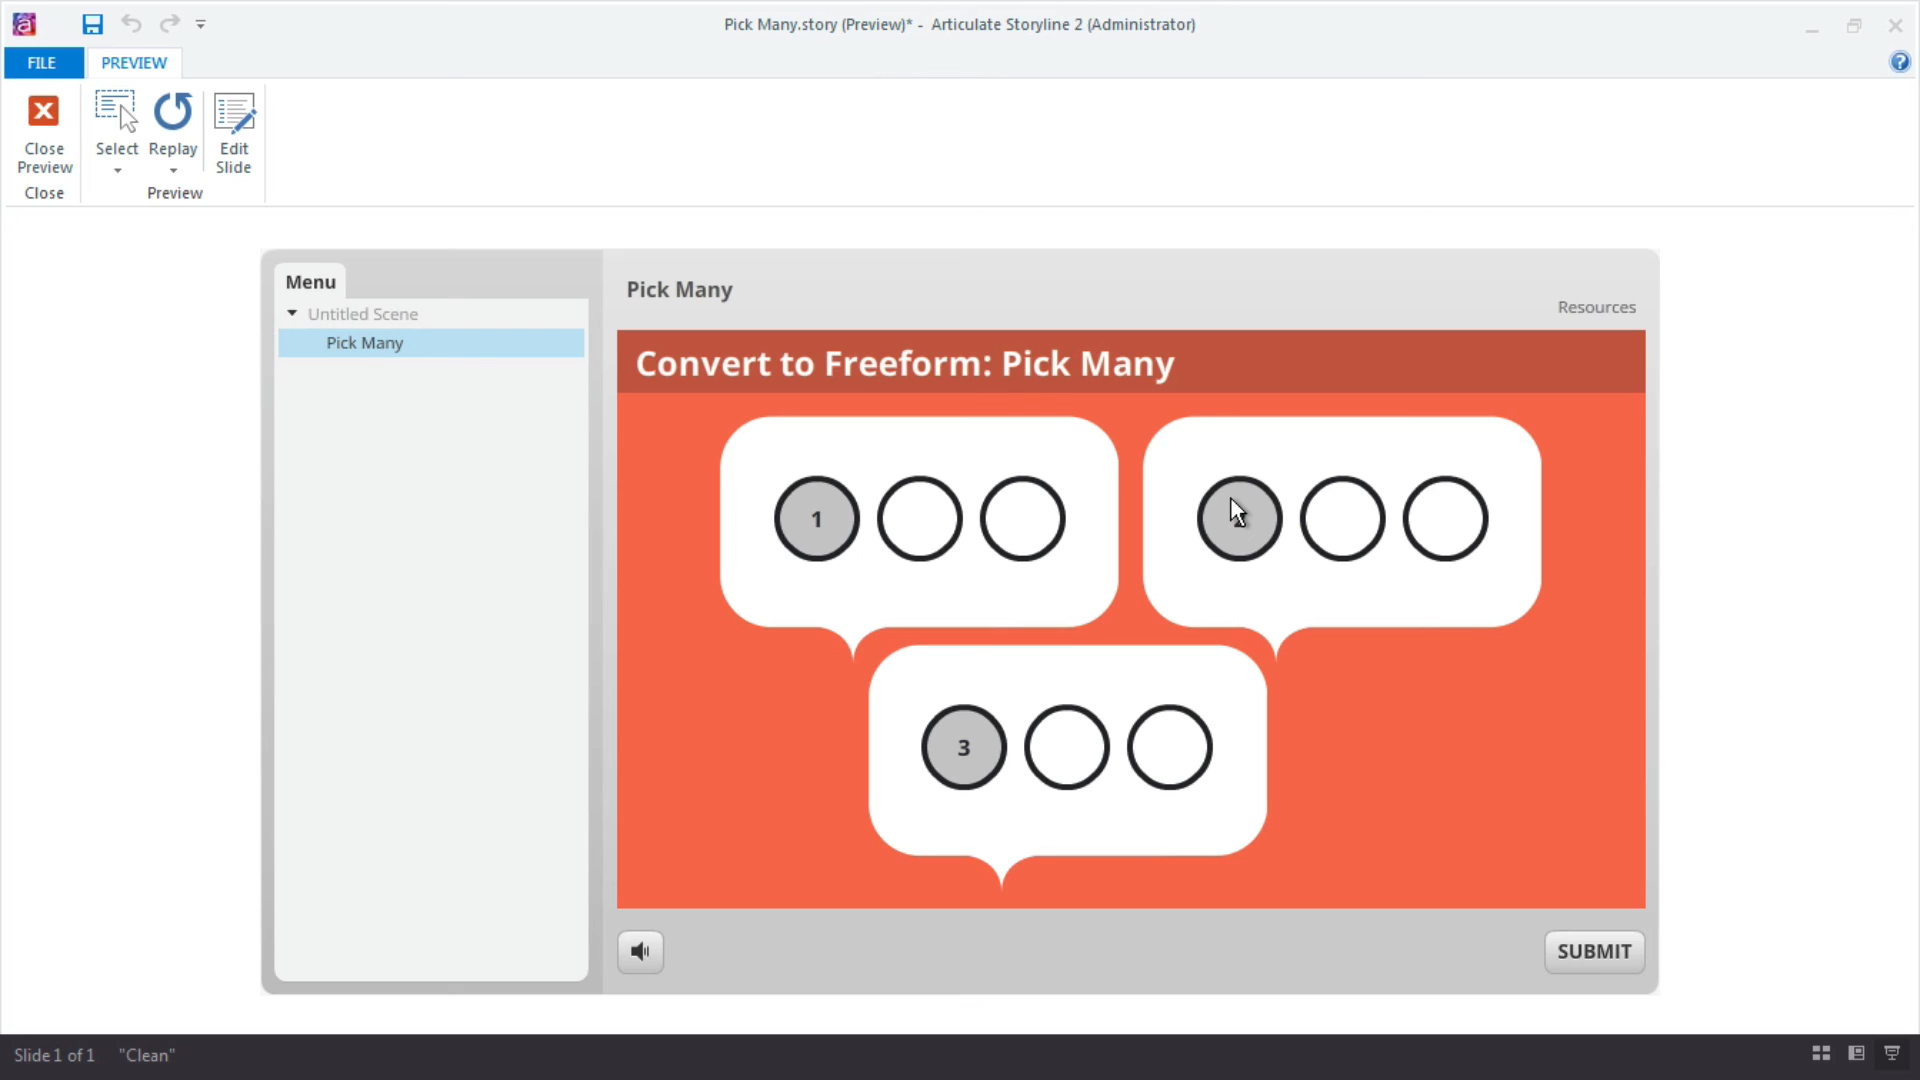 Pick Many.story (Preview)* - Articulate Storyline 2 (Administrator)
FILE
PREVIEW
Close Preview
Select
Replay
Edit Slide
Close
Preview
Menu
Untitled Scene
Pick Many
Pick Many
Resources
Convert to Freeform: Pick Many
1
3
SUBMIT
Slide 1 of 1
"Clean"